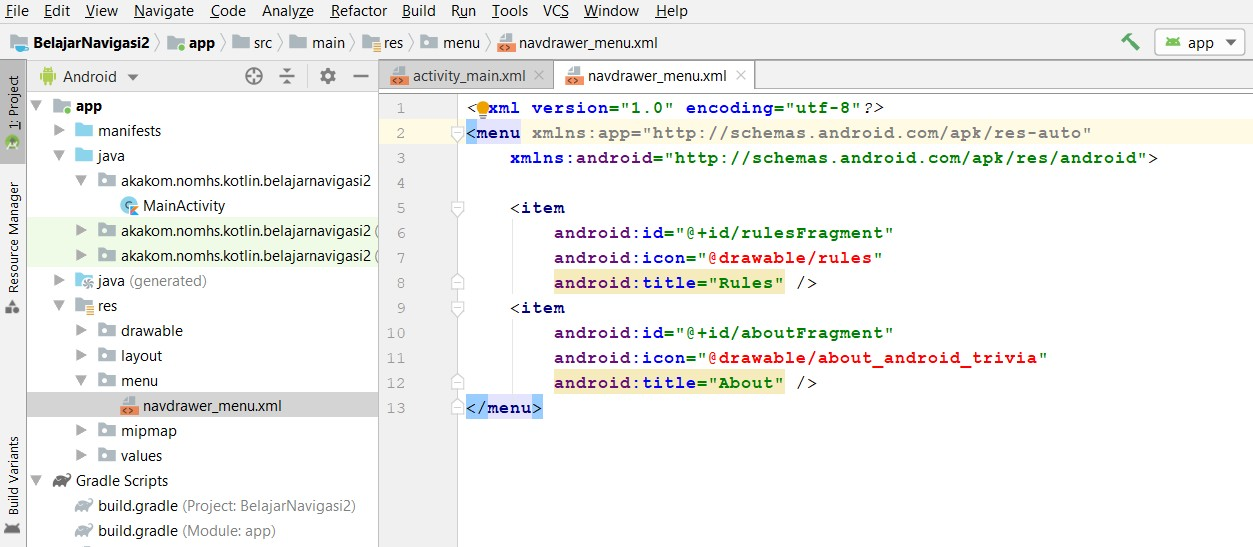 File Edit View Navigate Code Analyze Refactor Build Run Tools VCS Window Help
BelajarNavigasi2 app src main res menu navdrawer_menu.xml app
1: Project
Resource Manager
Build Variants
Android
app
manifests
java
akakom.nomhs.kotlin.belajarnavigasi2
MainActivity
akakom.nomhs.kotlin.belajarnavigasi2 (
akakom.nomhs.kotlin.belajarnavigasi2 (
java (generated)
res
drawable
layout
menu
navdrawer_menu.xml
mipmap
values
Gradle Scripts
build.gradle (Project: BelajarNavigasi2)
build.gradle (Module: app)
activity_main.xml navdrawer_menu.xml
1 < xml version="1.0" encoding="utf-8"?>
2 <menu xmlns:app="http://schemas.android.com/apk/res-auto"
3 xmlns:android="http://schemas.android.com/apk/res/android">
4
5 <item
6 android:id="@+id/rulesFragment"
7 android:icon="@drawable/rules"
8 android:title="Rules" />
9 <item
10 android:id="@+id/aboutFragment"
11 android:icon="@drawable/about_android_trivia"
12 android:title="About" />
13 </menu>